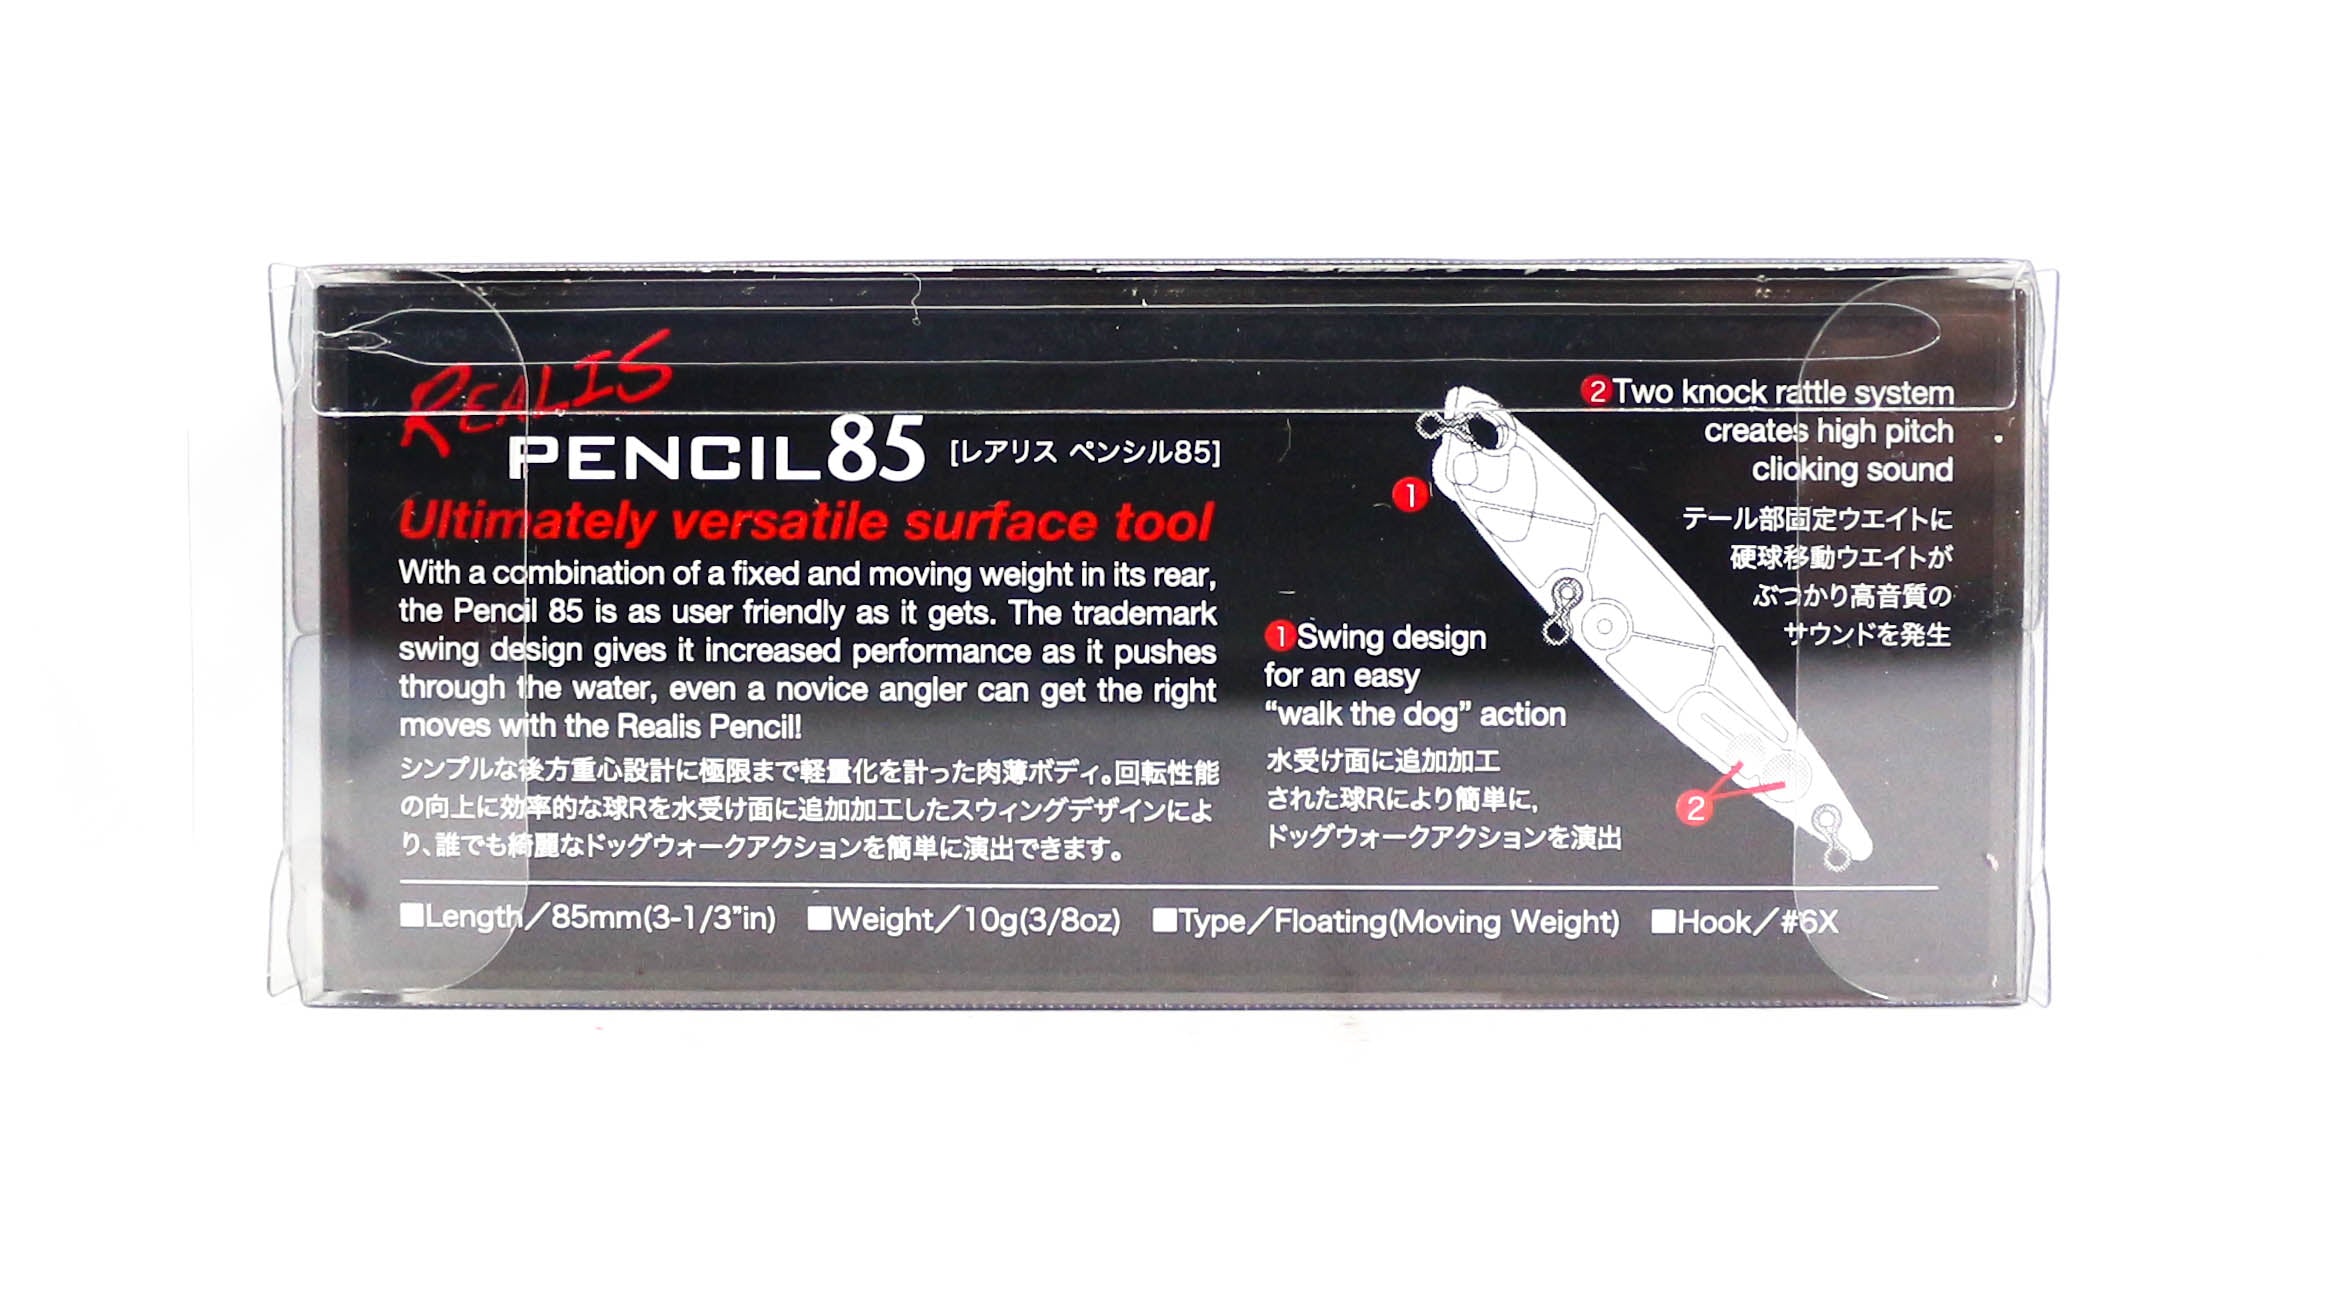 REALIS
PENCIL85 [レアリス ペンシル85]
Ultimately versatile surface tool
With a combination of a fixed and moving weight in its rear,
the Pencil 85 is as user friendly as it gets. The trademark
swing design gives it increased performance as it pushes
through the water, even a novice angler can get the right
moves with the Realis Pencil!
シンプルな後方重心設計に極限まで軽量化を計った肉薄ボディ。回転性能
の向上に効率的な球Rを水受け面に追加加工したスウィングデザインによ
り、誰でも綺麗なドッグウォークアクションを簡単に演出できます。
1
❶Swing design
for an easy
“walk the dog” action
水受け面に追加加工
された球Rにより簡単に,
ドッグウォークアクションを演出
❷Two knock rattle system
creates high pitch
clicking sound
テール部固定ウエイトに
硬球移動ウエイトが
ぶつかり高音質の
サウンドを発生
2
■Length／85mm(3-1/3”in) ■Weight／10g(3/8oz) ■Type／Floating(Moving Weight) ■Hook／#6X